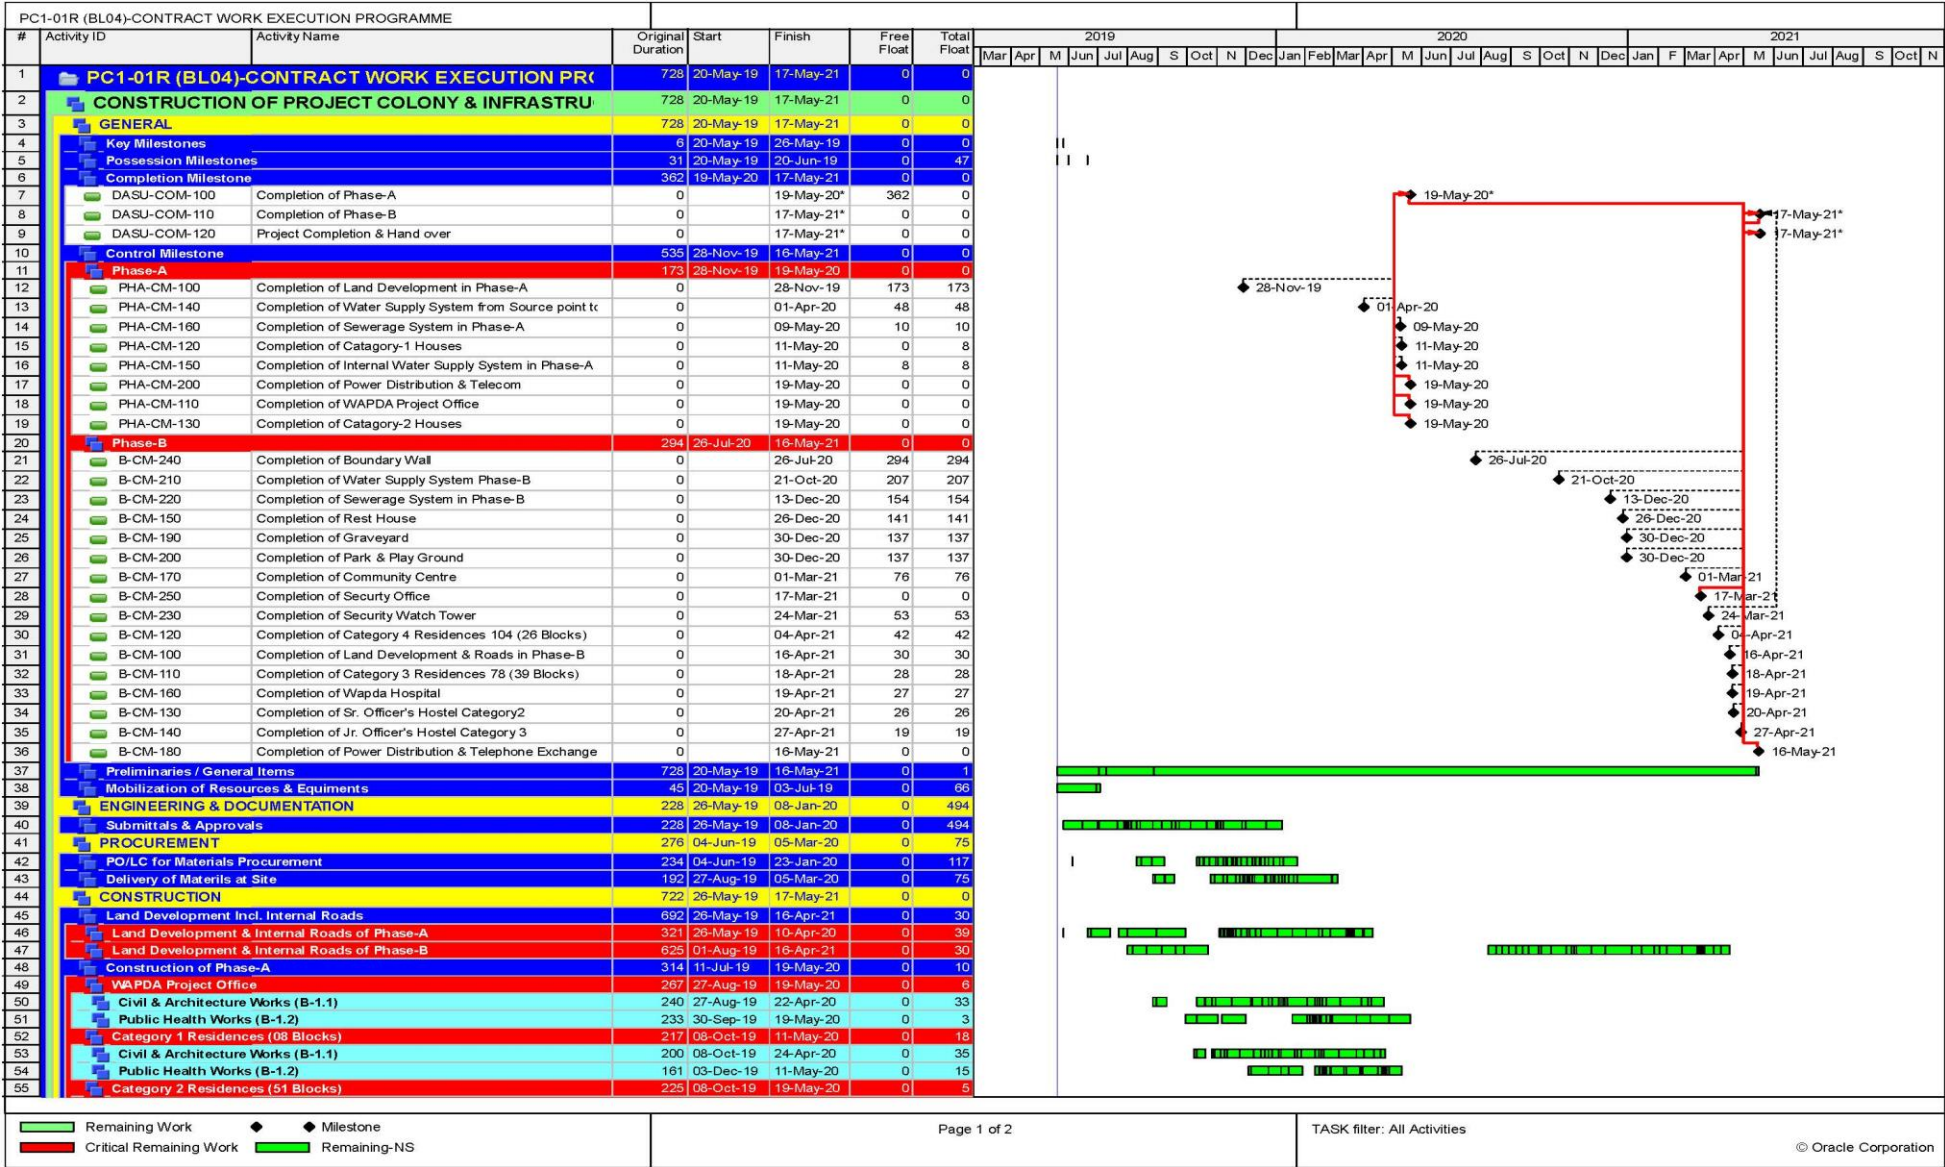 PC1-01R (BL04)-CONTRACT WORK EXECUTION PROGRAMME
# Activity ID Activity Name Original Duration Start Finish Free Float Total Float 2019 2020 2021
Mar Apr M Jun Jul Aug S Oct N Dec Jan Feb Mar Apr M Jun Jul Aug S Oct N Dec Jan F Mar Apr M Jun Jul Aug S Oct N
1 PC1-01R (BL04)-CONTRACT WORK EXECUTION PR 728 20-May-19 17-May-21 0 0
2 CONSTRUCTION OF PROJECT COLONY & INFRASTRU 728 20-May-19 17-May-21 0 0
3 GENERAL 728 20-May-19 17-May-21 0 0
4 Key Milestones 6 20-May-19 26-May-19 0 0
5 Possession Milestones 31 20-May-19 20-Jun-19 0 47
6 Completion Milestone 362 19-May-20 17-May-21 0 0
7 DASU-COM-100 Completion of Phase-A 0 19-May-20* 362 0 19-May-20*
8 DASU-COM-110 Completion of Phase-B 0 17-May-21* 0 0 17-May-21*
9 DASU-COM-120 Project Completion & Hand over 0 17-May-21* 0 0 17-May-21*
10 Control Milestone 535 28-Nov-19 16-May-21 0 0
11 Phase-A 173 28-Nov-19 19-May-20 0 0
12 PHA-CM-100 Completion of Land Development in Phase-A 0 28-Nov-19 173 173 28-Nov-19
13 PHA-CM-140 Completion of Water Supply System from Source point to 0 01-Apr-20 48 48 01-Apr-20
14 PHA-CM-160 Completion of Sewerage System in Phase-A 0 09-May-20 10 10 09-May-20
15 PHA-CM-120 Completion of Catagory-1 Houses 0 11-May-20 0 8 11-May-20
16 PHA-CM-150 Completion of Internal Water Supply System in Phase-A 0 11-May-20 8 8 11-May-20
17 PHA-CM-200 Completion of Power Distribution & Telecom 0 19-May-20 0 0 19-May-20
18 PHA-CM-110 Completion of WAPDA Project Office 0 19-May-20 0 0 19-May-20
19 PHA-CM-130 Completion of Catagory-2 Houses 0 19-May-20 0 0 19-May-20
20 Phase-B 294 26-Jul-20 16-May-21 0 0
21 B-CM-240 Completion of Boundary Wall 0 26-Jul-20 294 294 26-Jul-20
22 B-CM-210 Completion of Water Supply System Phase-B 0 21-Oct-20 207 207 21-Oct-20
23 B-CM-220 Completion of Sewerage System in Phase-B 0 13-Dec-20 154 154 13-Dec-20
24 B-CM-150 Completion of Rest House 0 26-Dec-20 141 141 26-Dec-20
25 B-CM-190 Completion of Graveyard 0 30-Dec-20 137 137 30-Dec-20
26 B-CM-200 Completion of Park & Play Ground 0 30-Dec-20 137 137 30-Dec-20
27 B-CM-170 Completion of Community Centre 0 01-Mar-21 76 76 01-Mar-21
28 B-CM-250 Completion of Securty Office 0 17-Mar-21 0 0 17-Mar-21
29 B-CM-230 Completion of Security Watch Tower 0 24-Mar-21 53 53 24-Mar-21
30 B-CM-120 Completion of Category 4 Residences 104 (26 Blocks) 0 04-Apr-21 42 42 04-Apr-21
31 B-CM-100 Completion of Land Development & Roads in Phase-B 0 16-Apr-21 30 30 16-Apr-21
32 B-CM-110 Completion of Category 3 Residences 78 (39 Blocks) 0 18-Apr-21 28 28 18-Apr-21
33 B-CM-160 Completion of Wapda Hospital 0 19-Apr-21 27 27 19-Apr-21
34 B-CM-130 Completion of Sr. Officer's Hostel Category2 0 20-Apr-21 26 26 20-Apr-21
35 B-CM-140 Completion of Jr. Officer's Hostel Category 3 0 27-Apr-21 19 19 27-Apr-21
36 B-CM-180 Completion of Power Distribution & Telephone Exchange 0 16-May-21 0 0 16-May-21
37 Preliminaries / General Items 728 20-May-19 16-May-21 0 1
38 Mobilization of Resources & Equiments 45 20-May-19 03-Jul-19 0 66
39 ENGINEERING & DOCUMENTATION 228 26-May-19 08-Jan-20 0 494
40 Submittals & Approvals 228 26-May-19 08-Jan-20 0 494
41 PROCUREMENT 276 04-Jun-19 05-Mar-20 0 75
42 PO/LC for Materials Procurement 234 04-Jun-19 23-Jan-20 0 117
43 Delivery of Materils at Site 192 27-Aug-19 05-Mar-20 0 75
44 CONSTRUCTION 722 26-May-19 17-May-21 0 0
45 Land Development Incl. Internal Roads 692 26-May-19 16-Apr-21 0 30
46 Land Development & Internal Roads of Phase-A 321 26-May-19 10-Apr-20 0 39
47 Land Development & Internal Roads of Phase-B 625 01-Aug-19 16-Apr-21 0 30
48 Construction of Phase-A 314 11-Jul-19 19-May-20 0 10
49 WAPDA Project Office 267 27-Aug-19 19-May-20 0 6
50 Civil & Architecture Works (B-1.1) 240 27-Aug-19 22-Apr-20 0 33
51 Public Health Works (B-1.2) 233 30-Sep-19 19-May-20 0 3
52 Category 1 Residences (08 Blocks) 217 08-Oct-19 11-May-20 0 18
53 Civil & Architecture Works (B-1.1) 200 08-Oct-19 24-Apr-20 0 35
54 Public Health Works (B-1.2) 161 03-Dec-19 11-May-20 0 15
55 Category 2 Residences (51 Blocks) 225 08-Oct-19 19-May-20 0 5
Remaining Work Milestone
Critical Remaining Work Remaining-NS
Page 1 of 2
TASK filter: All Activities
© Oracle Corporation